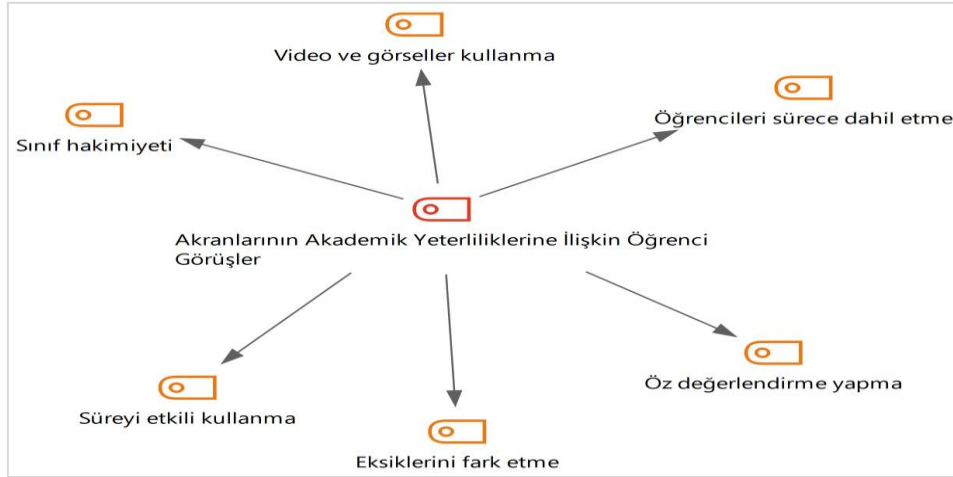 Video ve görseller kullanma
Öğrencileri sürece dahil etme
Sınıf hakimiyeti
Akranlarının Akademik Yeterliliklerine İlişkin Öğrenci
Görüşler
Öz değerlendirme yapma
Süreyi etkili kullanma
Eksiklerini fark etme